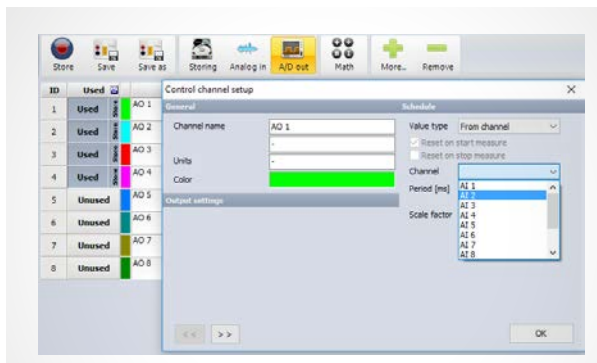 Store Save Save as Storing Analog in A/D out Math More... Remove
ID Used
1 Used Store AO 1
2 Used Store AO 2
3 Used Store AO 3
4 Used Store AO 4
5 Unused AO 5
6 Unused AO 6
7 Unused AO 7
8 Unused AO 8
Control channel setup
General
Channel name AO 1
-
Units -
Color
Output settings
<< >>
Schedule
Value type From channel
Reset on start measure
Reset on stop measure
Channel
Period [ms]
Scale factor
AI 1
AI 2
AI 3
AI 4
AI 5
AI 6
AI 7
AI 8
OK